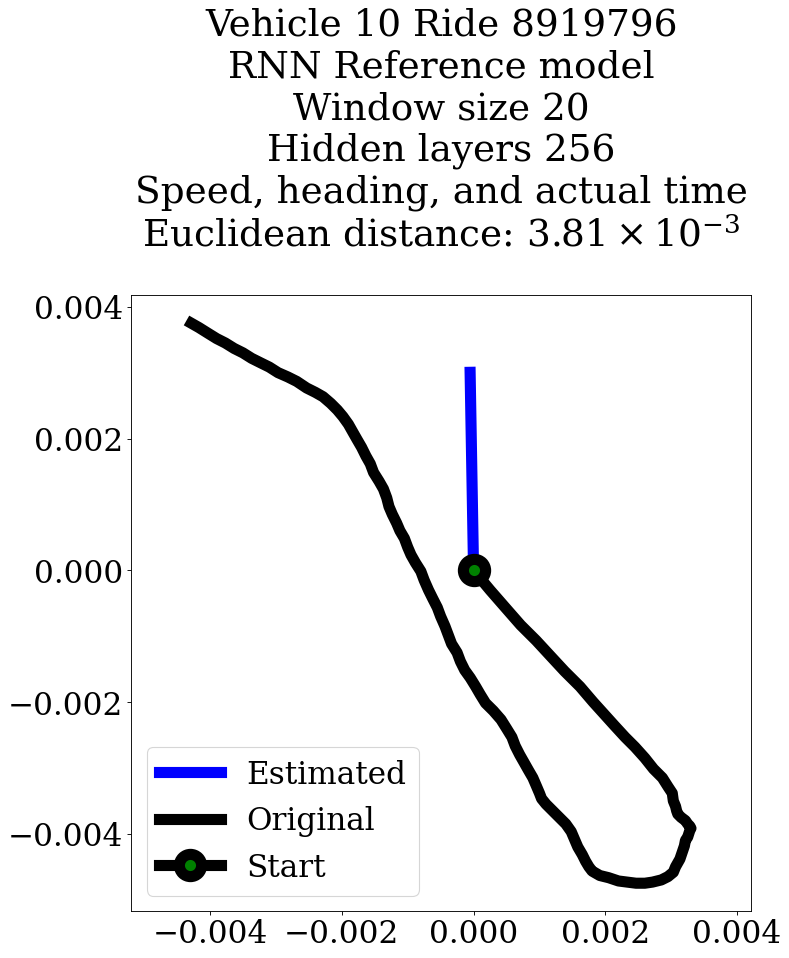 Vehicle 10 Ride 8919796
RNN Reference model
Window size 20
Hidden layers 256
Speed, heading, and actual time
Euclidean distance: 3.81 × 10⁻³
0.004
0.002
0.000
−0.002
−0.004
Estimated
Original
Start
−0.004 −0.002 0.000 0.002 0.004